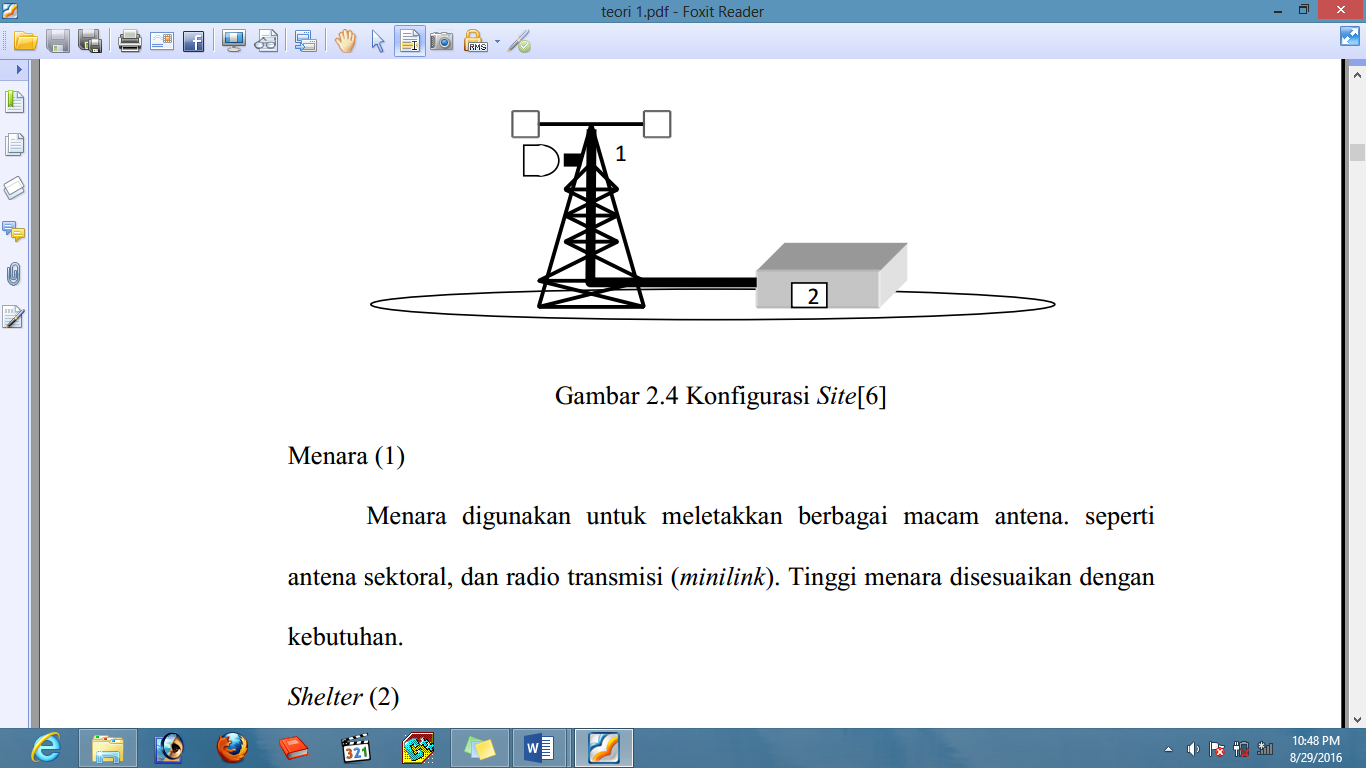 teori 1.pdf - Foxit Reader
RMS
1
2
Gambar 2.4 Konfigurasi Site[6]
Menara (1)
Menara digunakan untuk meletakkan berbagai macam antena. seperti
antena sektoral, dan radio transmisi (minilink). Tinggi menara disesuaikan dengan
kebutuhan.
Shelter (2)
321
10:48 PM
8/29/2016